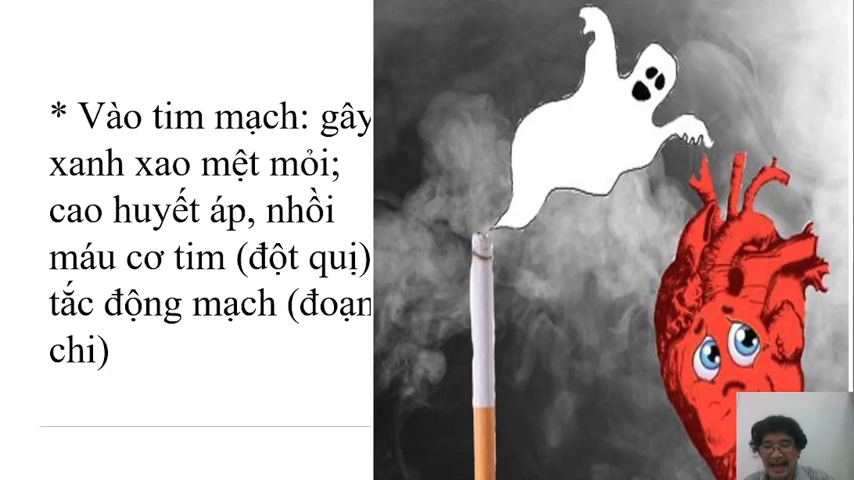 * Vào tim mạch: gây
xanh xao mệt mỏi;
cao huyết áp, nhồi
máu cơ tim (đột quị)
tắc động mạch (đoạn
chi)